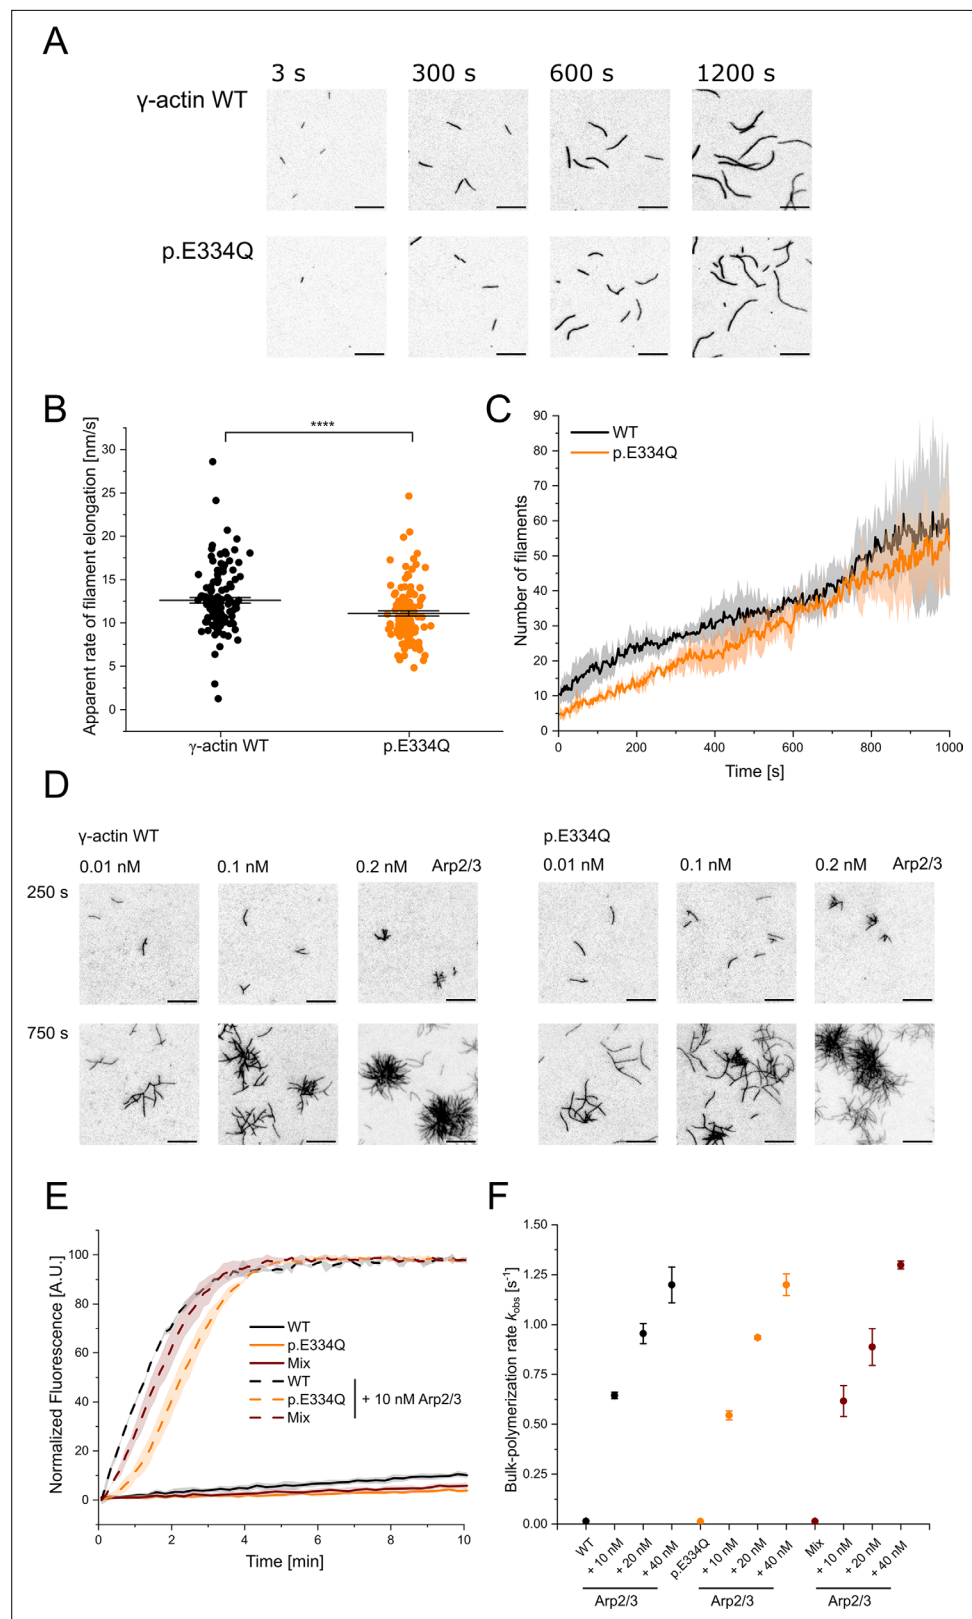 A
3 s 300 s 600 s 1200 s
γ-actin WT
p.E334Q
B
Apparent rate of filament elongation [nm/s]
30
25
20
15
10
5
0
****
γ-actin WT p.E334Q
C
Number of filaments
90
80
70
60
50
40
30
20
10
0
WT
p.E334Q
0 200 400 600 800 1000
Time [s]
D
γ-actin WT p.E334Q
0.01 nM 0.1 nM 0.2 nM Arp2/3 0.01 nM 0.1 nM 0.2 nM Arp2/3
250 s
750 s
E
Normalized Fluorescence [A.U.]
100
80
60
40
20
0
WT
p.E334Q
Mix
WT
p.E334Q + 10 nM Arp2/3
Mix
0 2 4 6 8 10
Time [min]
F
Bulk-polymerization rate kobs [s-1]
1.50
1.25
1.00
0.75
0.50
0.25
0.00
WT + 10 nM + 20 nM + 40 nM p.E334Q + 10 nM + 20 nM + 40 nM Mix + 10 nM + 20 nM + 40 nM
Arp2/3 Arp2/3 Arp2/3